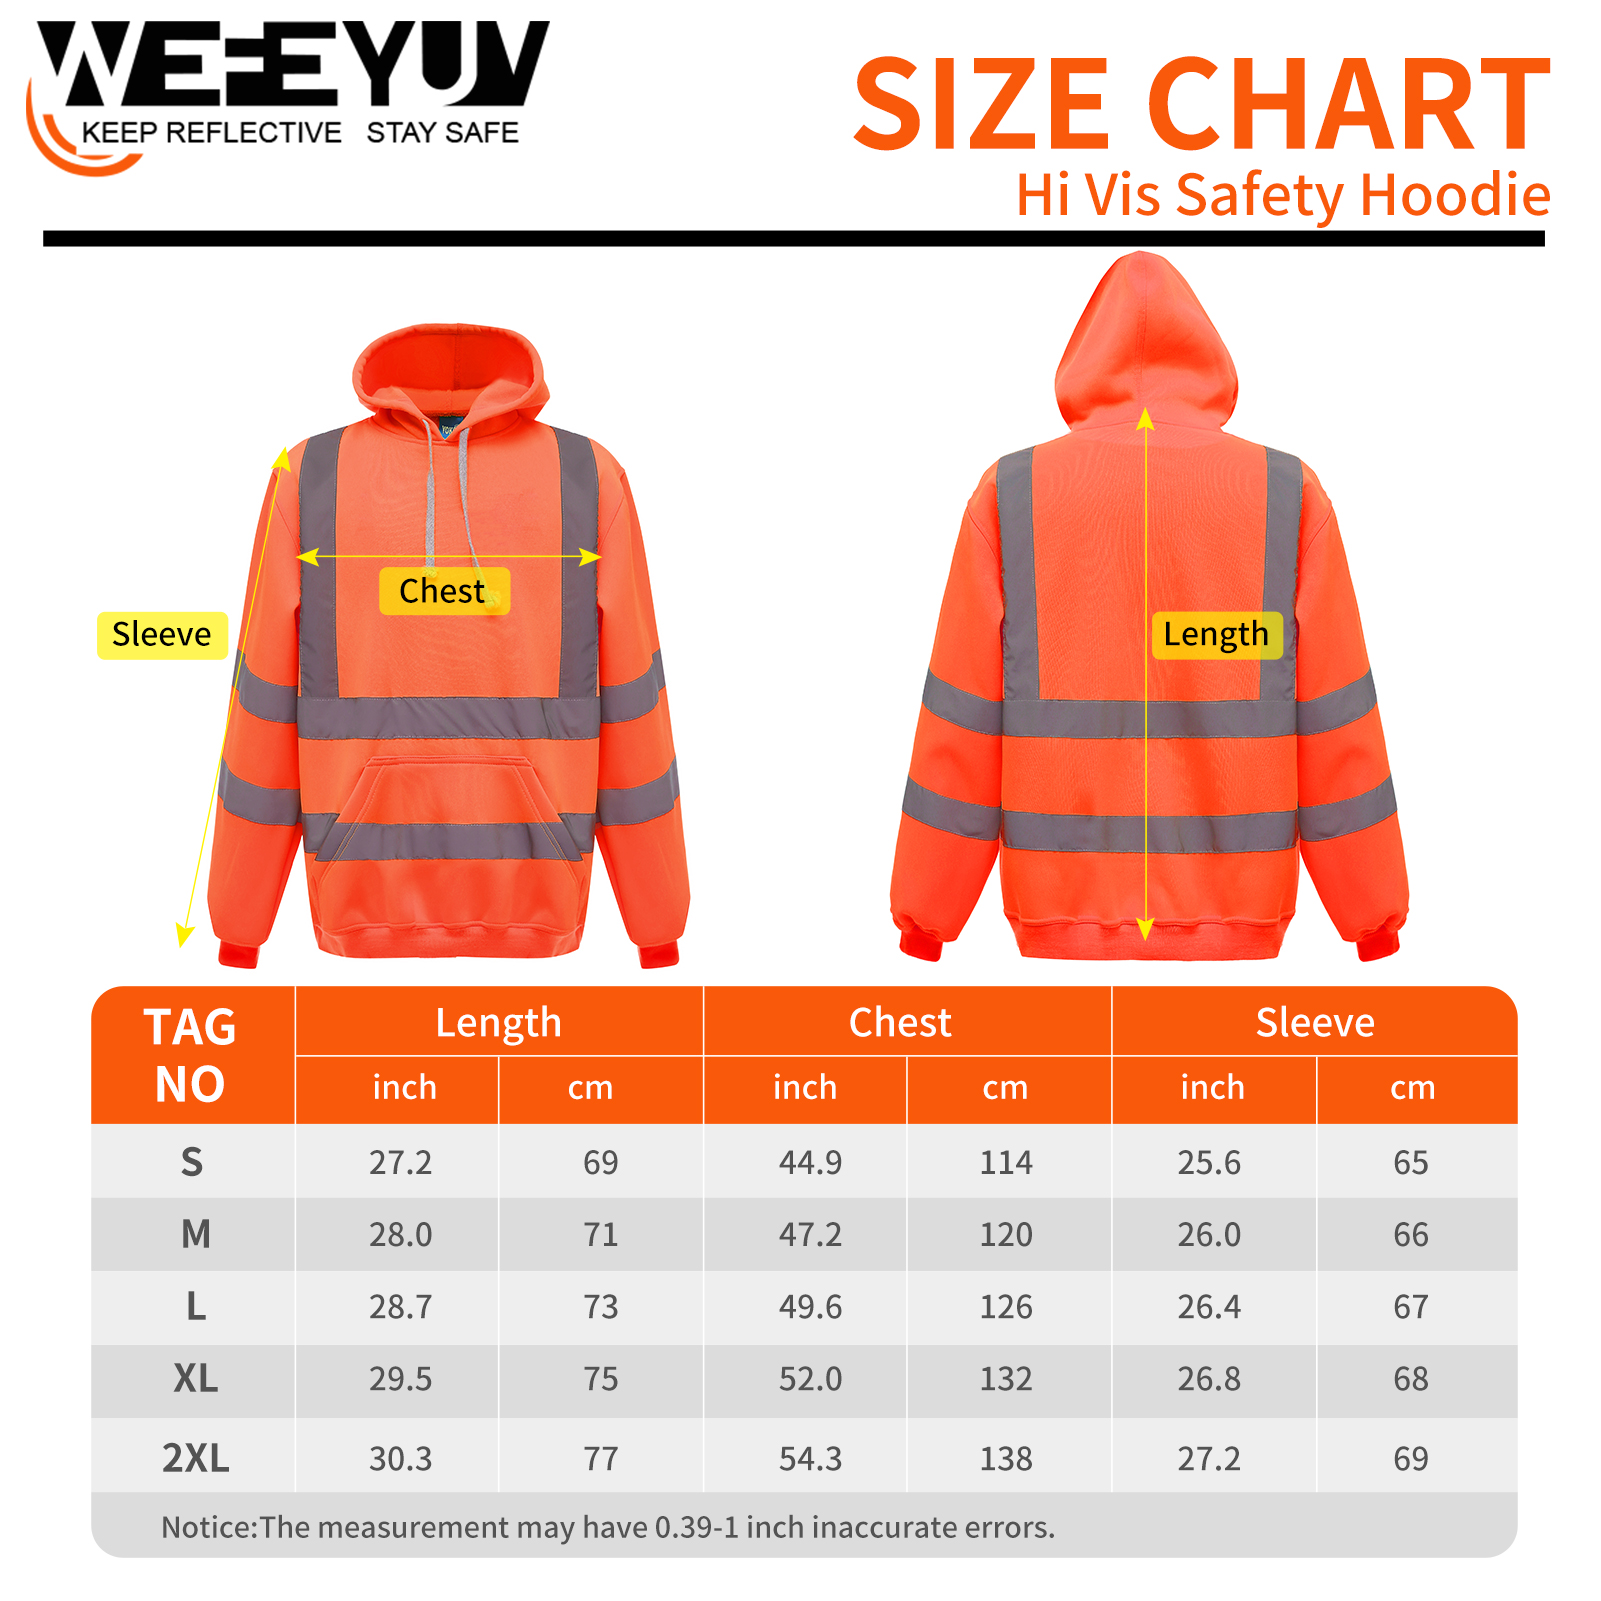 WEFEYUV
KEEP REFLECTIVE STAY SAFE
SIZE CHART
Hi Vis Safety Hoodie
Chest
Sleeve
Length
TAG NO Length Chest Sleeve
inch cm inch cm inch cm
S 27.2 69 44.9 114 25.6 65
M 28.0 71 47.2 120 26.0 66
L 28.7 73 49.6 126 26.4 67
XL 29.5 75 52.0 132 26.8 68
2XL 30.3 77 54.3 138 27.2 69
Notice:The measurement may have 0.39-1 inch inaccurate errors.